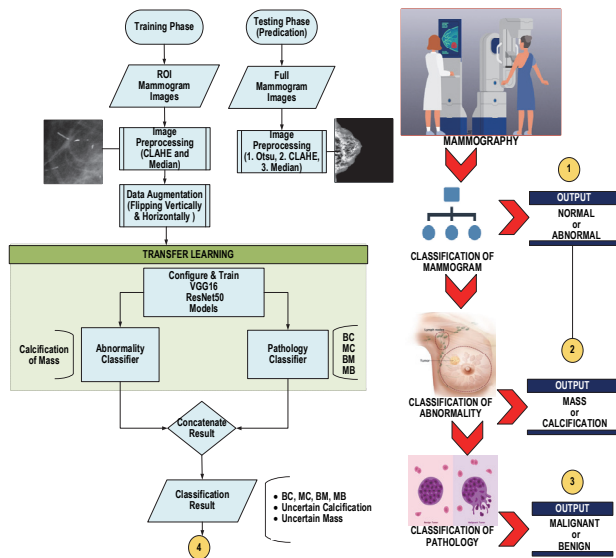 Training Phase
Testing Phase
(Predication)
ROI
Mammogram
Images
Full
Mammogram
Images
Image
Preprocessing
(CLAHE and
Median)
Image
Preprocessing
(1. Otsu, 2. CLAHE,
3. Median)
Data Augmentation
(Flipping Vertically
& Horizontally )
TRANSFER LEARNING
Configure & Train
VGG16
ResNet50
Models
Calcification
of Mass
Abnormality
Classifier
Pathology
Classifier
BC
MC
BM
MB
Concatenate
Result
Classification
Result
• BC, MC, BM, MB
• Uncertain Calcification
• Uncertain Mass
4
MAMMOGRAPHY
1
OUTPUT
NORMAL
or
ABNORMAL
CLASSIFICATION OF
MAMMOGRAM
2
OUTPUT
MASS
or
CALCIFICATION
CLASSIFICATION OF
ABNORMALITY
3
OUTPUT
MALIGNANT
or
BENIGN
CLASSIFICATION
OF PATHOLOGY